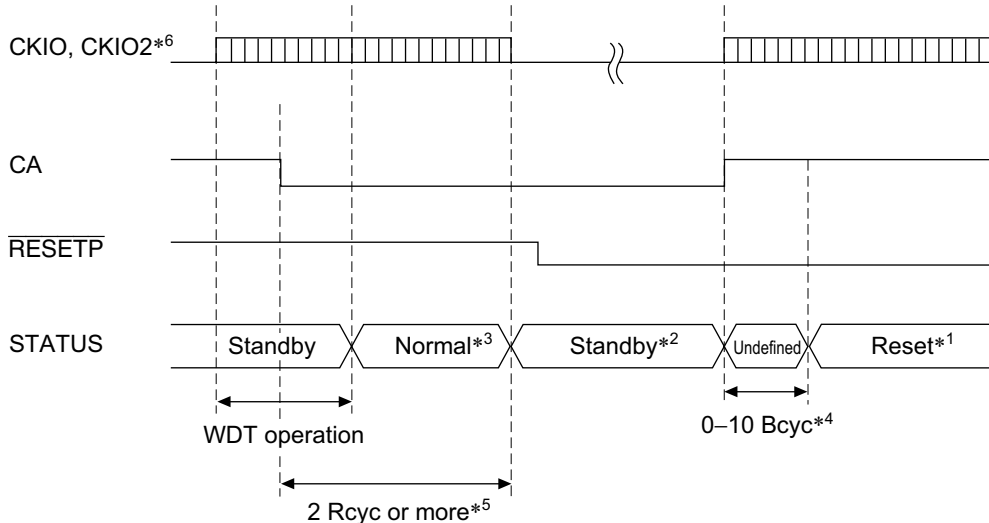 CKIO, CKIO2*6
CA
RESETP
STATUS
Standby
Normal*3
Standby*2
Undefined
Reset*1
WDT operation
0–10 Bcyc*4
2 Rcyc or more*5